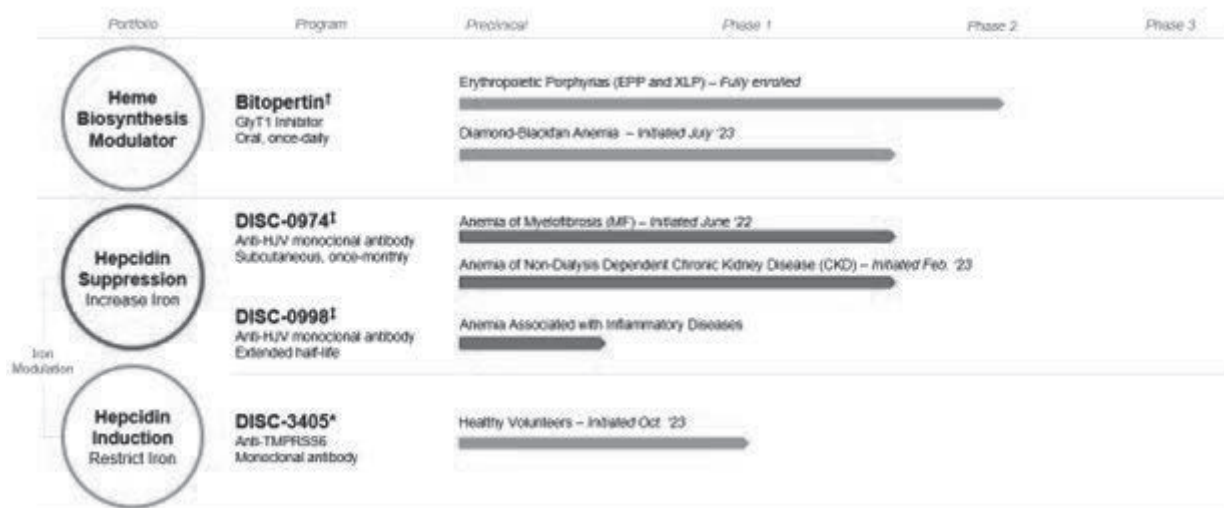 Portfolio Program Preclinical Phase 1 Phase 2 Phase 3
Heme
Biosynthesis
Modulator
Bitopertin†
GlyT1 Inhibitor
Oral, once-daily
Erythropoietic Porphyrias (EPP and XLP) – Fully enrolled
Diamond-Blackfan Anemia – Initiated July '23
Hepcidin
Suppression
Increase Iron
DISC-0974‡
Anti-HJV monoclonal antibody
Subcutaneous, once-monthly
Anemia of Myelofibrosis (MF) – Initiated June '22
Anemia of Non-Dialysis Dependent Chronic Kidney Disease (CKD) – Initiated Feb. '23
DISC-0998‡
Anti-HJV monoclonal antibody
Extended half-life
Anemia Associated with Inflammatory Diseases
Iron
Modulation
Hepcidin
Induction
Restrict Iron
DISC-3405*
Anti-TMPRSS6
Monoclonal antibody
Healthy Volunteers – Initiated Oct. '23